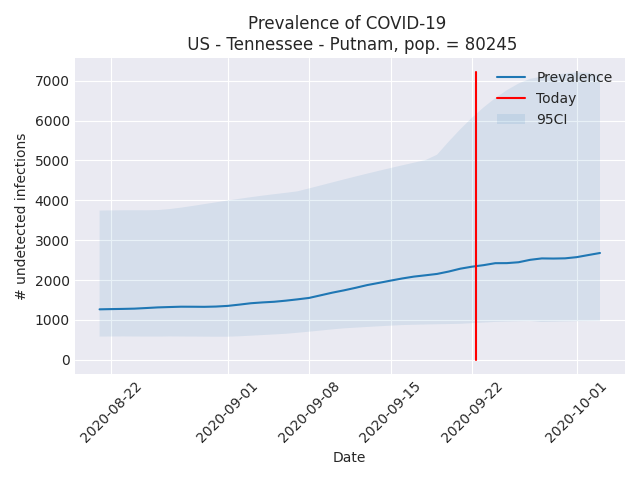 Prevalence of COVID-19
US - Tennessee - Putnam, pop. = 80245
Prevalence
Today
95CI
# undetected infections
7000
6000
5000
4000
3000
2000
1000
0
2020-08-22
2020-09-01
2020-09-08
2020-09-15
2020-09-22
2020-10-01
Date